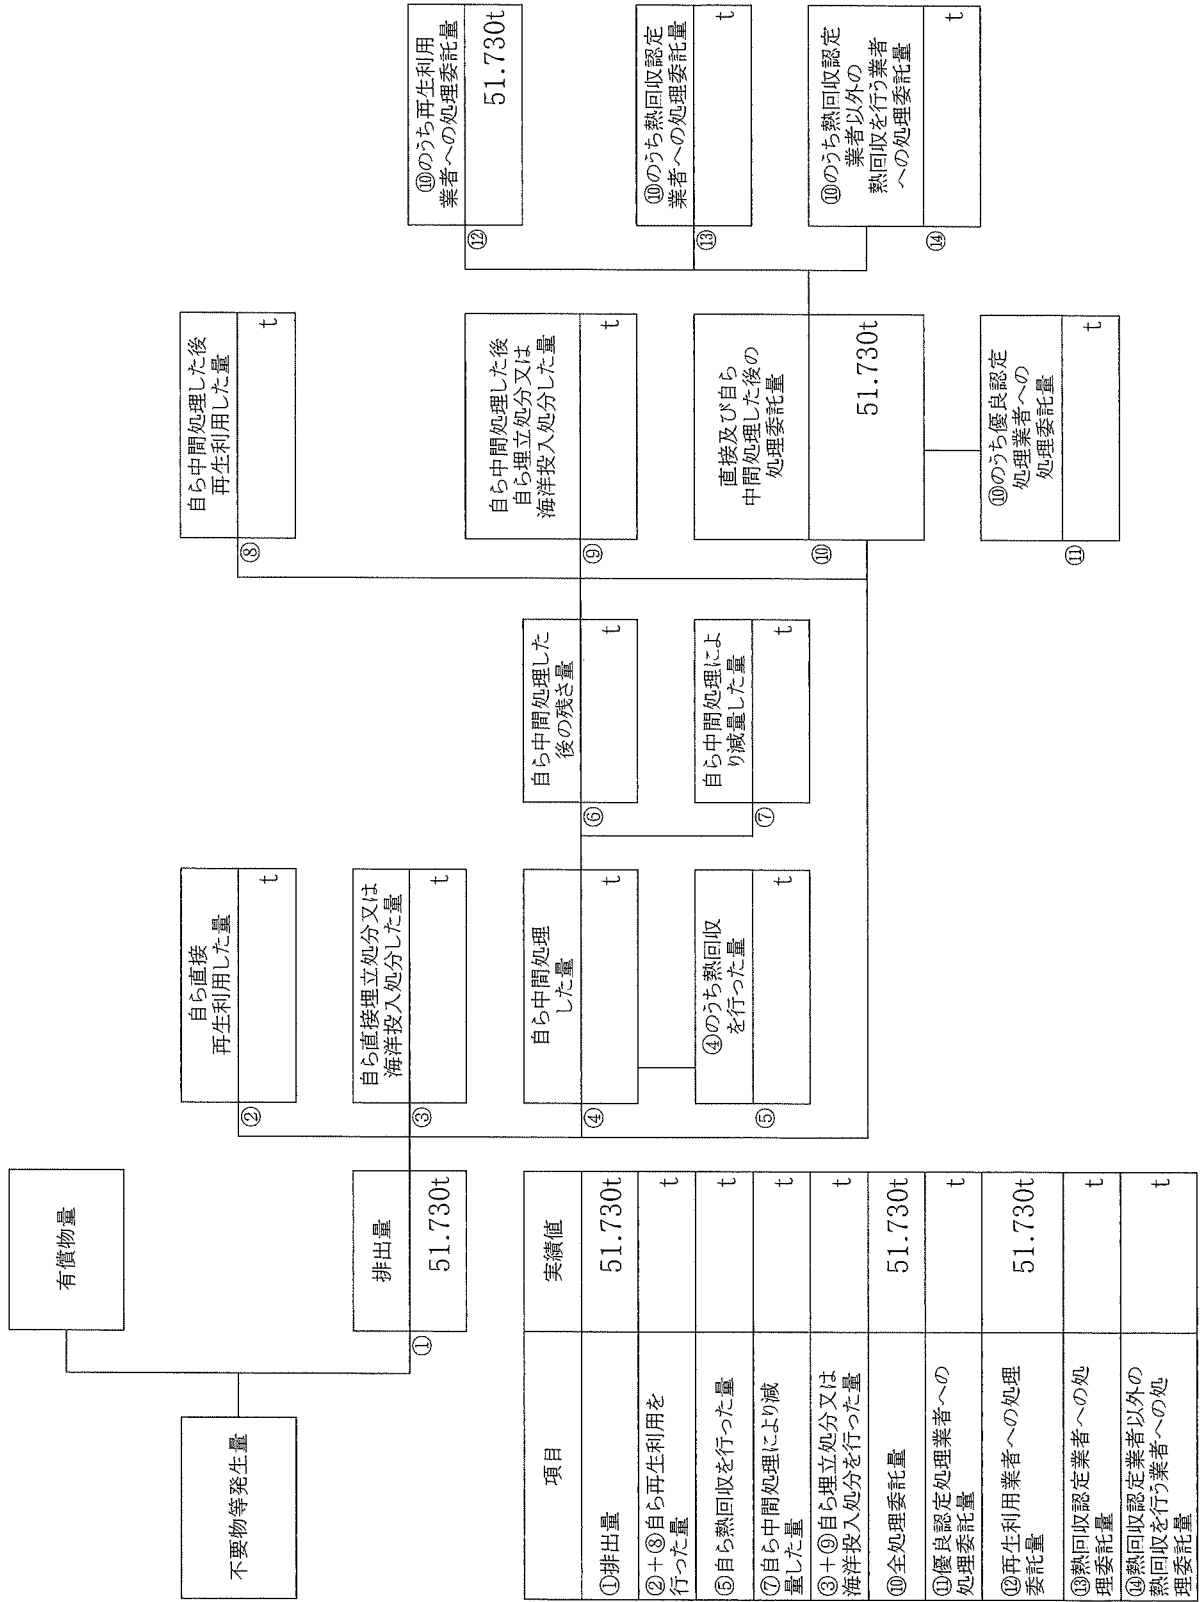 不要物等発生量
有償物量
排出量
①
51.730t
自ら直接
再生利用した量
②
t
自ら直接埋立処分又は
海洋投入処分した量
③
t
自ら中間処理
した量
④
t
④のうち熱回収
を行った量
⑤
t
自ら中間処理した
後の残さ量
⑥
t
自ら中間処理によ
り減量した量
⑦
t
自ら中間処理した後
再生利用した量
⑧
t
自ら中間処理した後
自ら埋立処分又は
海洋投入処分した量
⑨
t
直接及び自ら
中間処理した後の
処理委託量
⑩
51.730t
⑩のうち優良認定
処理業者への
処理委託量
⑪
t
⑩のうち再生利用
業者への処理委託量
⑫
51.730t
⑩のうち熱回収認定
業者への処理委託量
⑬
t
⑩のうち熱回収認定
業者以外の
熱回収を行う業者
への処理委託量
⑭
t
項目 実績値
①排出量 51.730t
②+⑧自ら再生利用を
行った量 t
⑤自ら熱回収を行った量 t
⑦自ら中間処理により減
量した量 t
③+⑨自ら埋立処分又は
海洋投入処分を行った量 t
⑩全処理委託量 51.730t
⑪優良認定処理業者への
処理委託量 t
⑫再生利用業者への処理
委託量 51.730t
⑬熱回収認定業者への処
理委託量 t
⑭熱回収認定業者以外の
熱回収を行う業者への処
理委託量 t